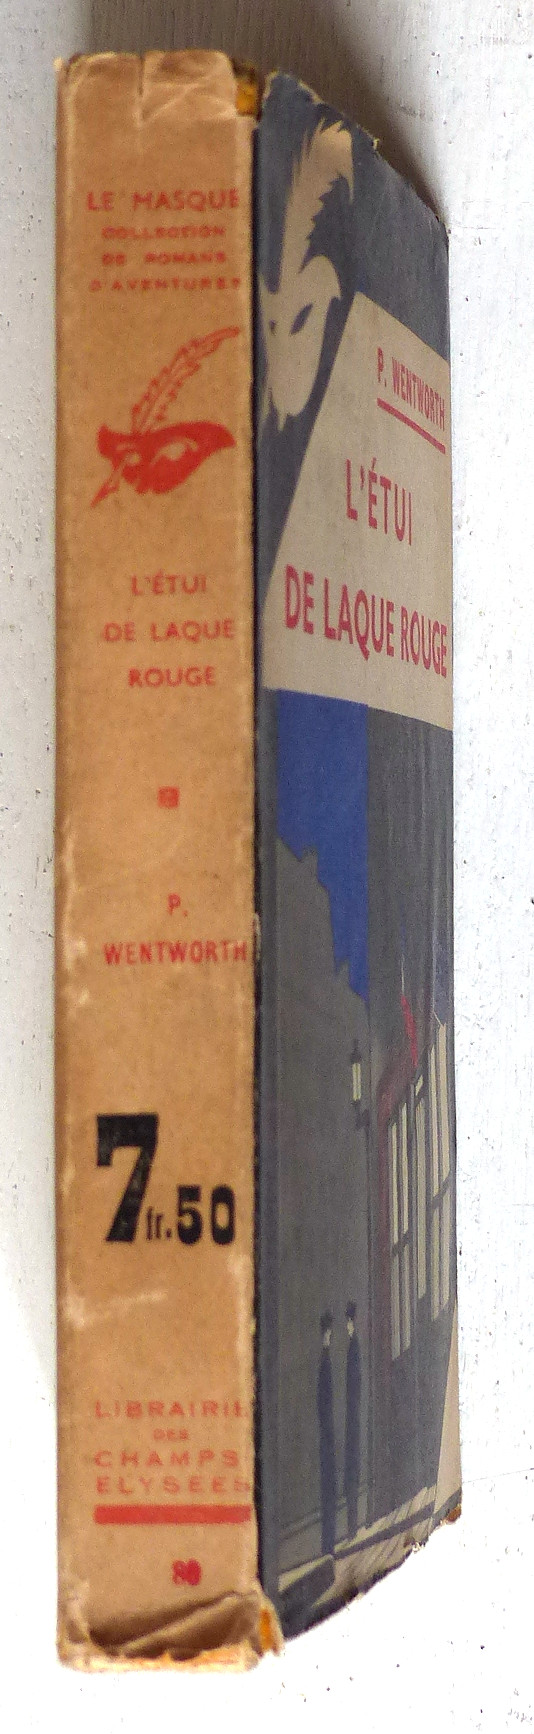 LE MASQUE
COLLECTION
DE ROMANS
D'AVENTURES
L'ÉTUI
DE LAQUE
ROUGE
P.
WENTWORTH
7 fr. 50
LIBRAIRIE
DES
CHAMPS
ELYSEES
80
P. WENTWORTH
L'ÉTUI
DE LAQUE ROUGE